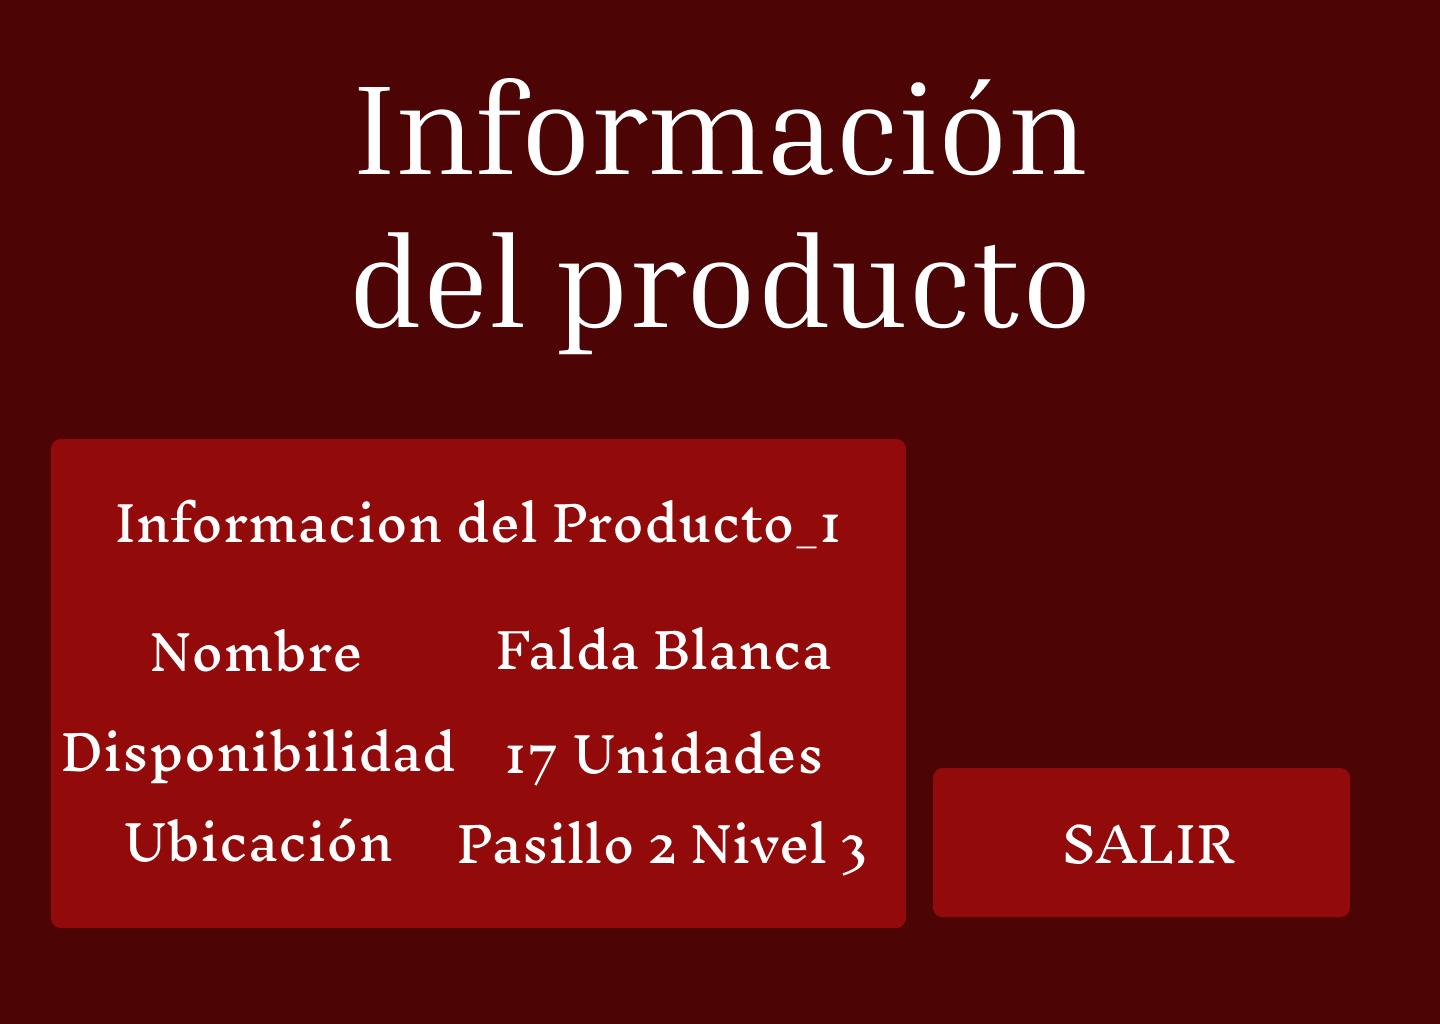 Información
del producto
Informacion del Producto_1
Nombre Falda Blanca
Disponibilidad 17 Unidades
Ubicación Pasillo 2 Nivel 3
SALIR